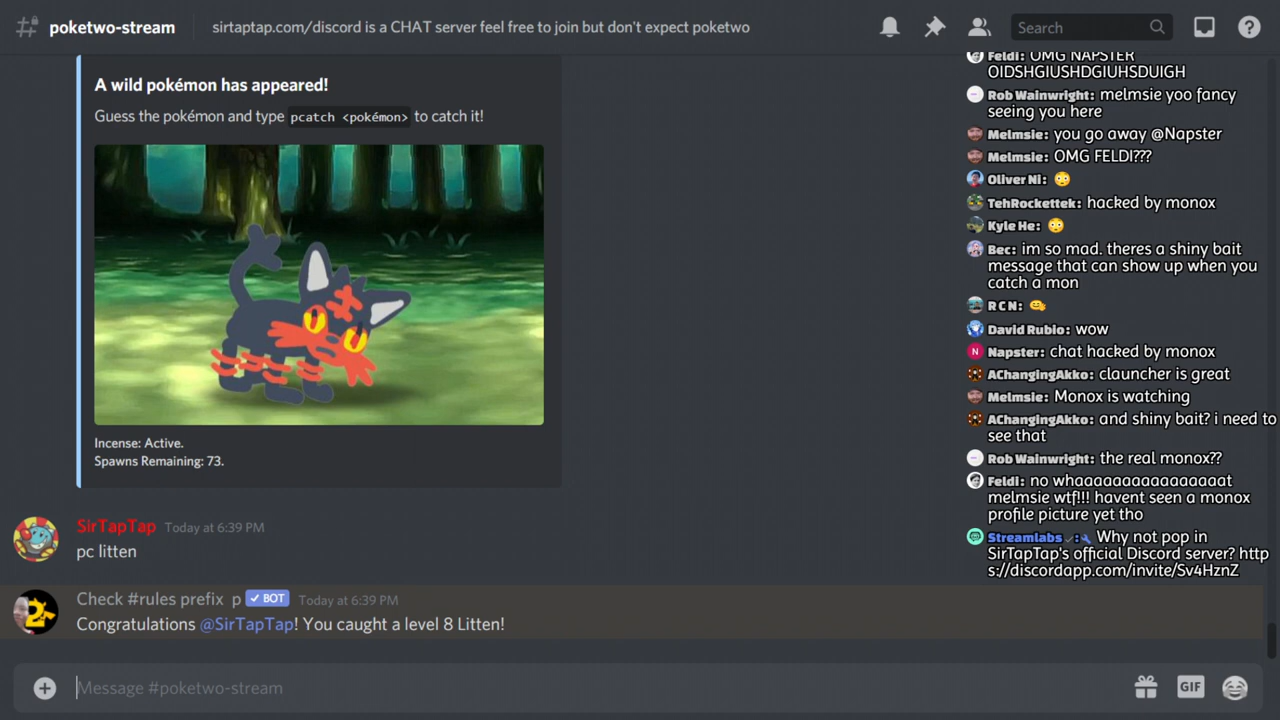 poketwo-stream
sirtaptap.com/discord is a CHAT server feel free to join but don't expect poketwo
Search
A wild pokémon has appeared!
Guess the pokémon and type pcatch <pokémon> to catch it!
Incense: Active.
Spawns Remaining: 73.
SirTapTap Today at 6:39 PM
pc litten
Check #rules prefix p BOT Today at 6:39 PM
Congratulations @SirTapTap! You caught a level 8 Litten!
Message #poketwo-stream
GIF
Feldi: OMG NAPSTER
OIDSHGIUSHDGIUHSDUIGH
Rob Wainwright: melmsie yoo fancy
seeing you here
Melmsie: you go away @Napster
Melmsie: OMG FELDI???
Oliver Ni: 😳
TehRockettek: hacked by monox
Kyle He: 😳
Bec: im so mad. theres a shiny bait
message that can show up when you
catch a mon
R C N: 
David Rubio: wow
N Napster: chat hacked by monox
AChangingAkko: clauncher is great
Melmsie: Monox is watching
AChangingAkko: and shiny bait? i need to
see that
Rob Wainwright: the real monox??
Feldi: no whaaaaaaaaaaaaaaaat
melmsie wtf!!! havent seen a monox
profile picture yet tho
Streamlabs ✓:🔧 Why not pop in
SirTapTap's official Discord server? http
s://discordapp.com/invite/Sv4HznZ